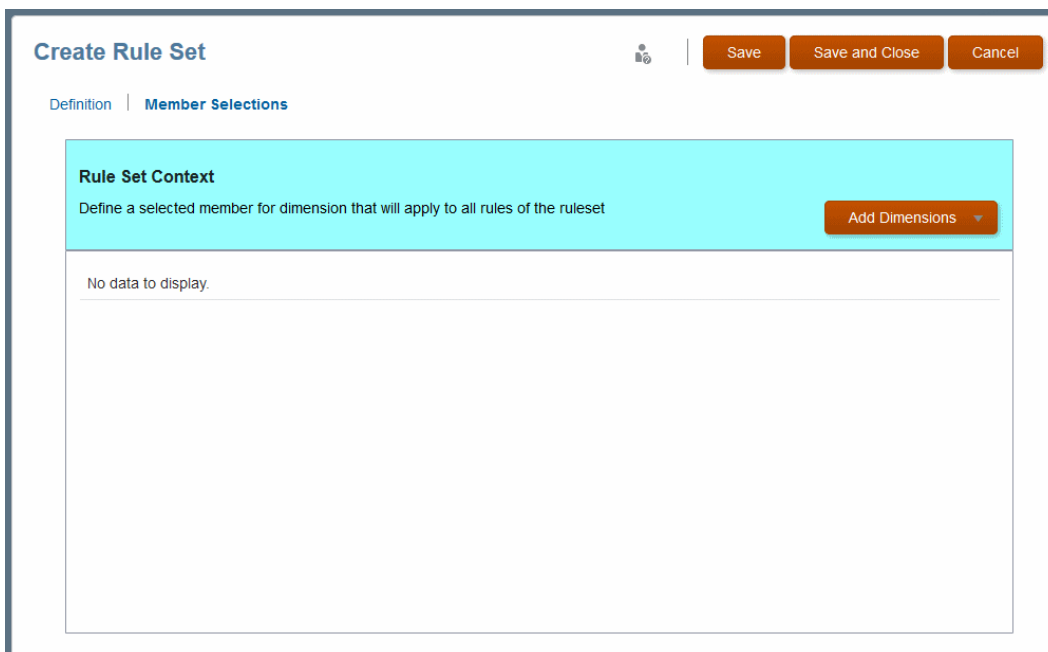 Create Rule Set
Save
Save and Close
Cancel
Definition
Member Selections
Rule Set Context
Define a selected member for dimension that will apply to all rules of the ruleset
Add Dimensions
No data to display.